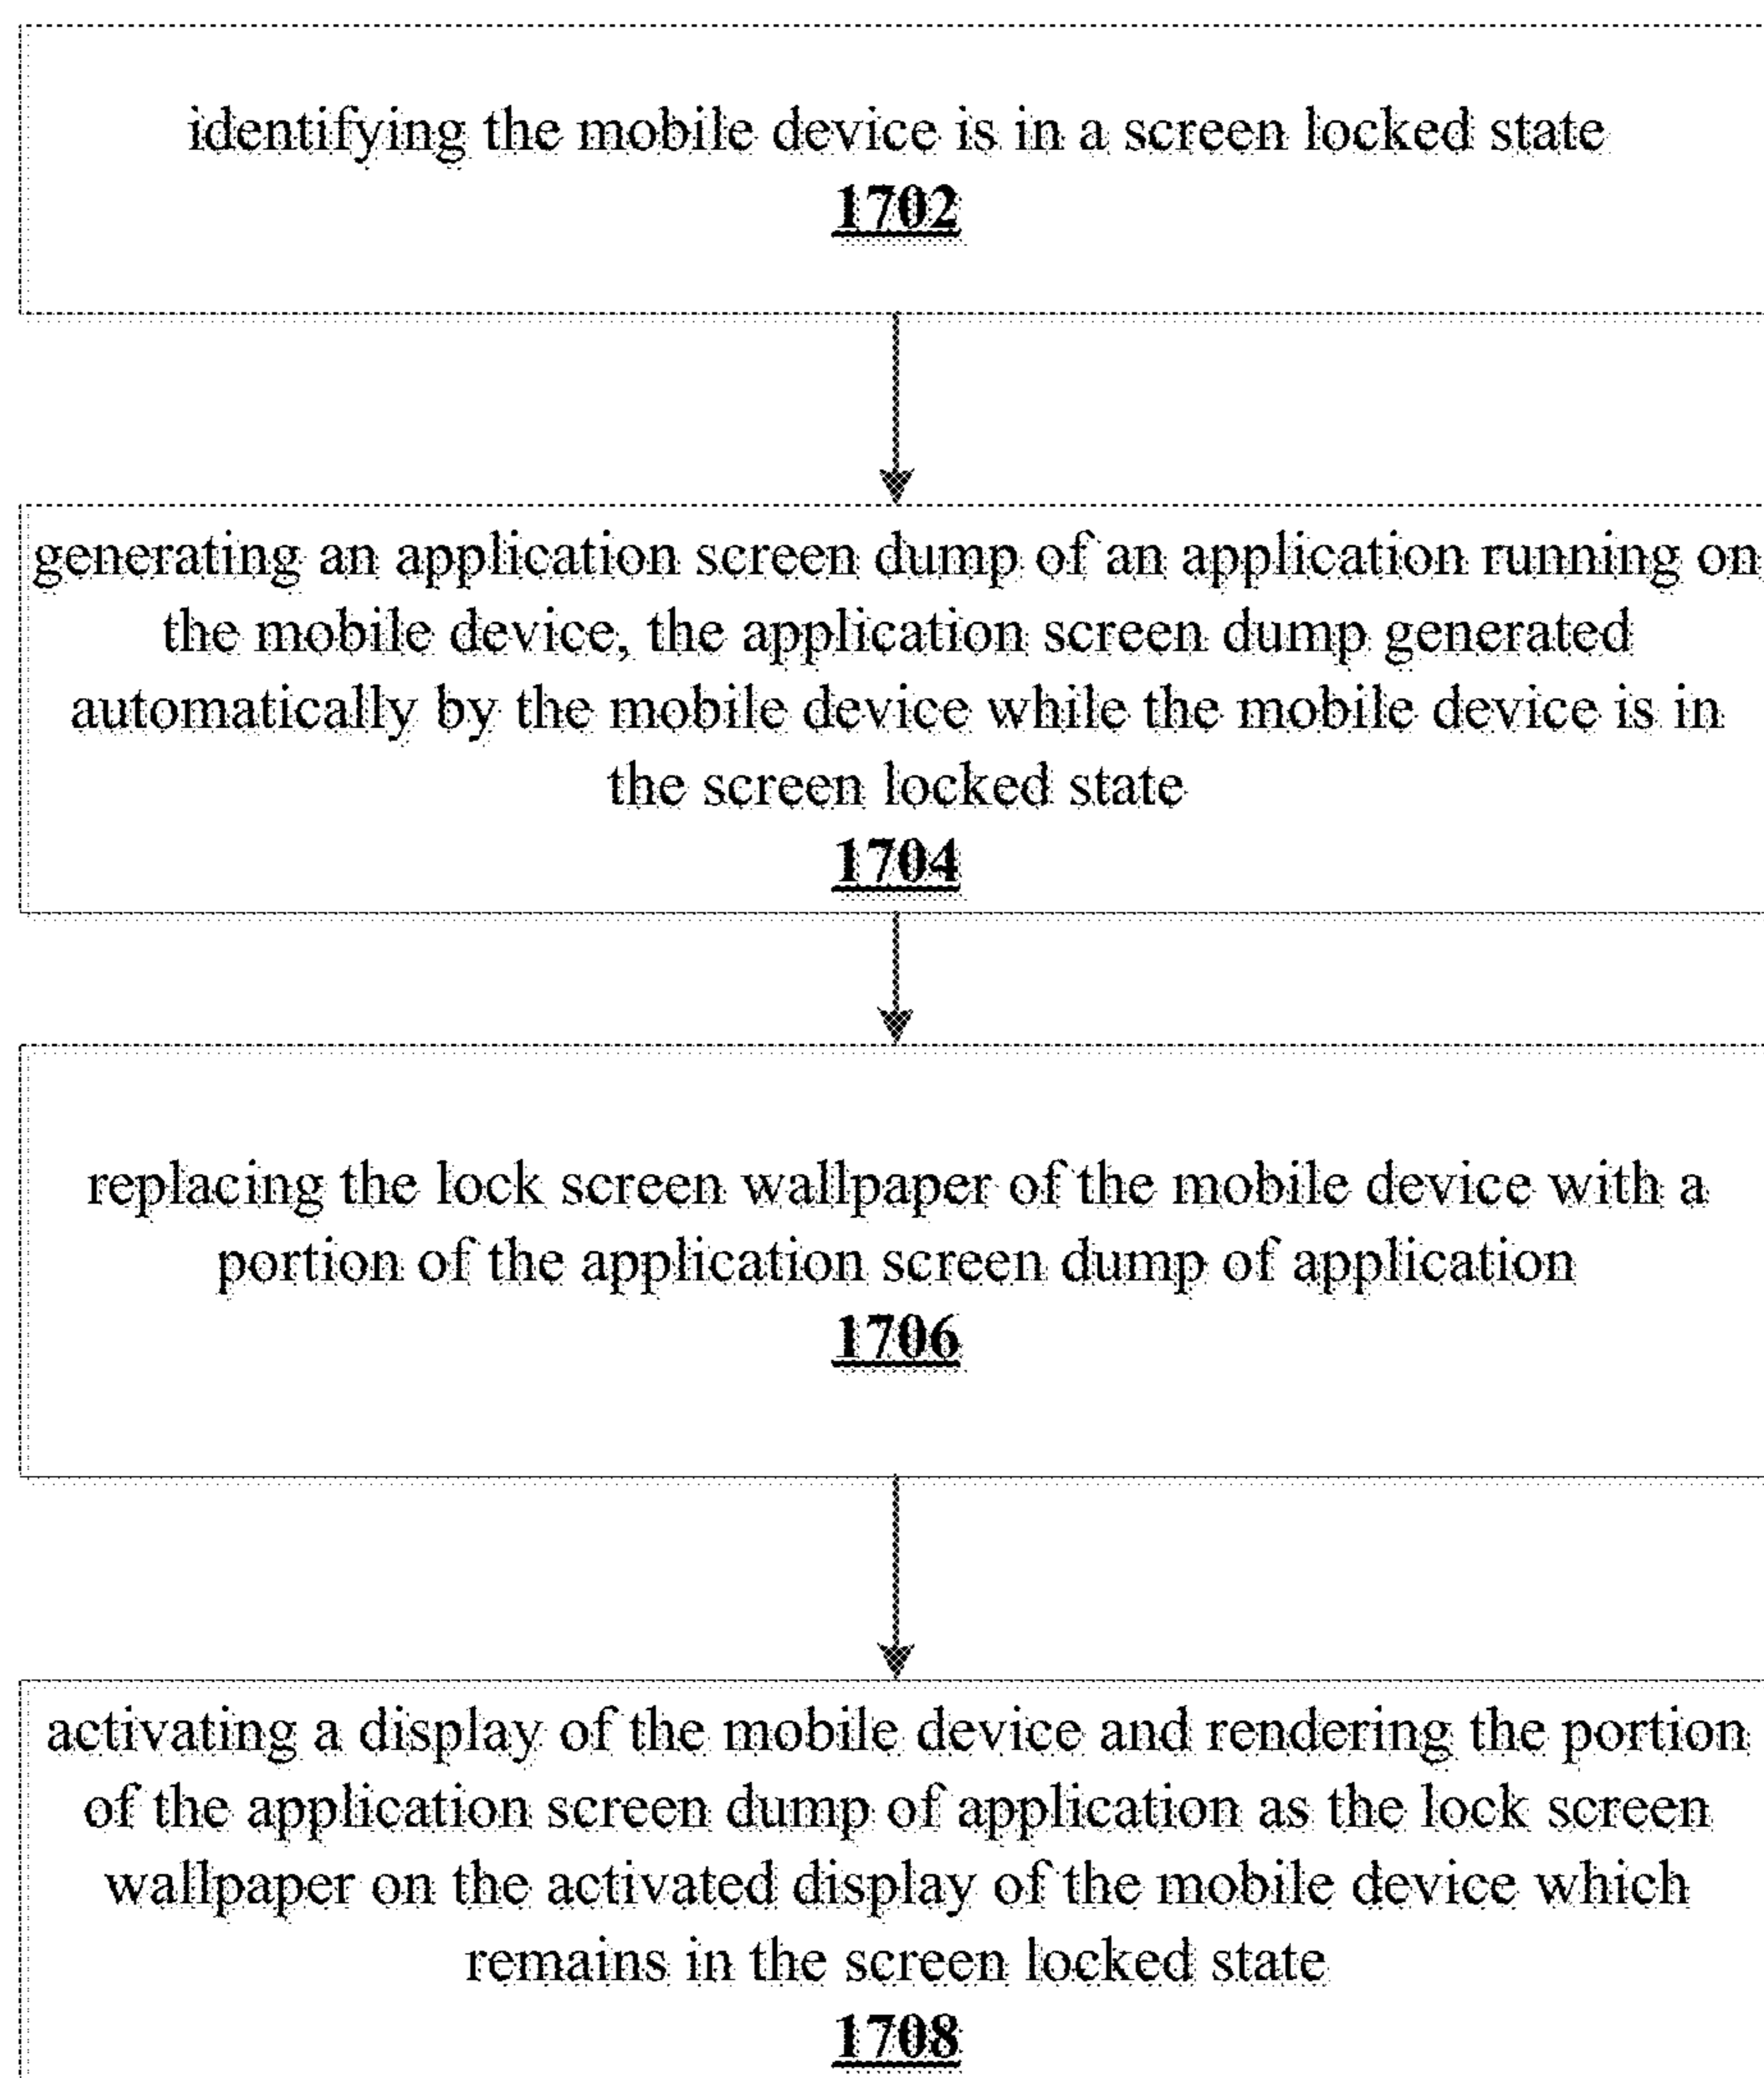 identifying the mobile device is in a screen locked state
1702
generating an application screen dump of an application running on
the mobile device, the application screen dump generated
automatically by the mobile device while the mobile device is in
the screen locked state
1704
replacing the lock screen wallpaper of the mobile device with a
portion of the application screen dump of application
1706
activating a display of the mobile device and rendering the portion
of the application screen dump of application as the lock screen
wallpaper on the activated display of the mobile device which
remains in the screen locked state
1708